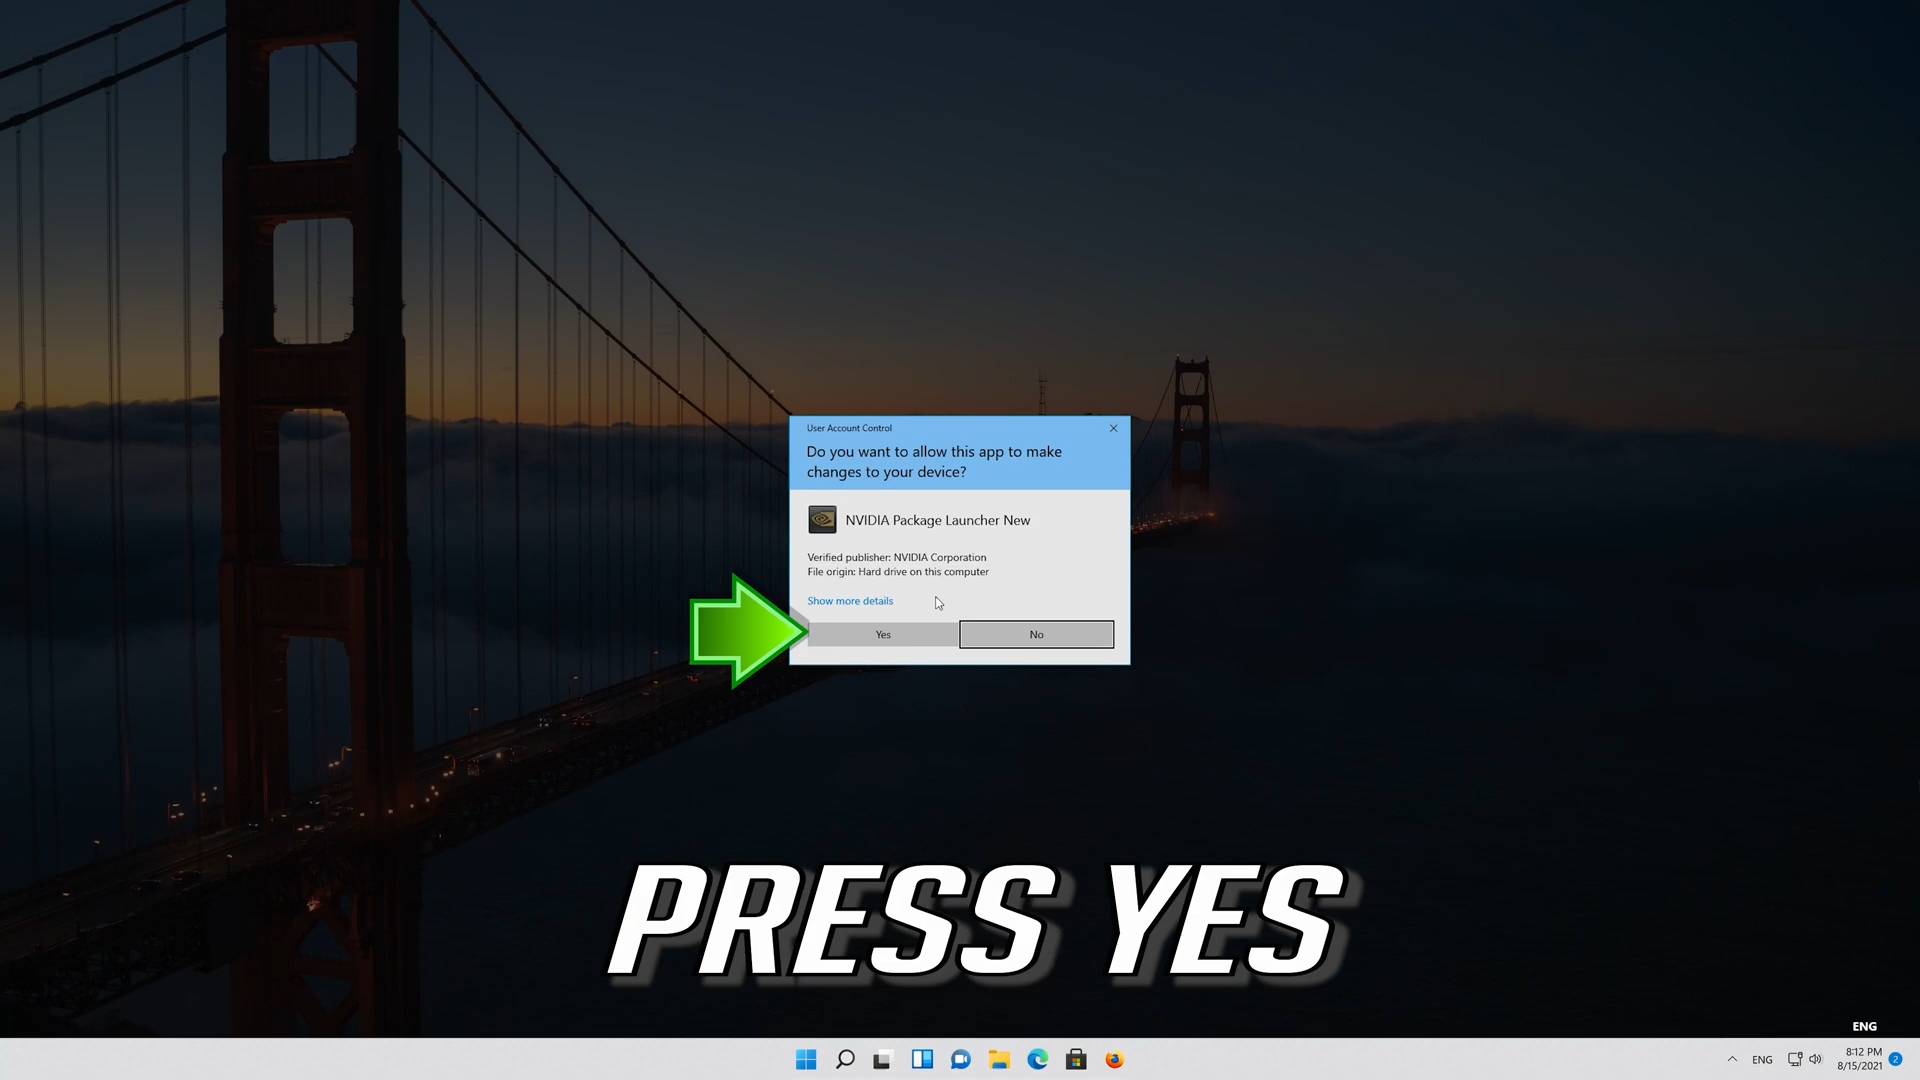 User Account Control
Do you want to allow this app to make
changes to your device?
NVIDIA Package Launcher New
Verified publisher: NVIDIA Corporation
File origin: Hard drive on this computer
Show more details
Yes
No
PRESS YES
ENG
ENG
8:12 PM
8/15/2021
2